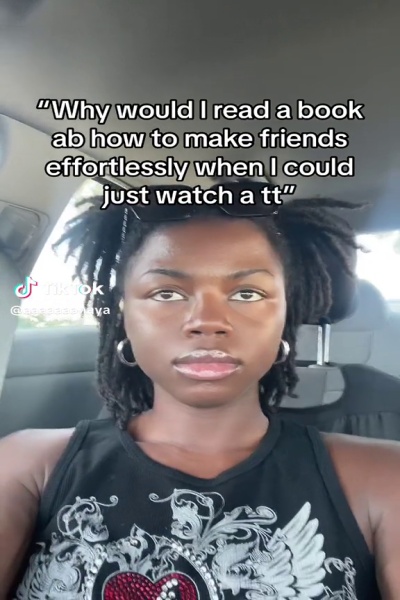 “Why would I read a book
ab how to make friends
effortlessly when I could
just watch a tt”
TikTok